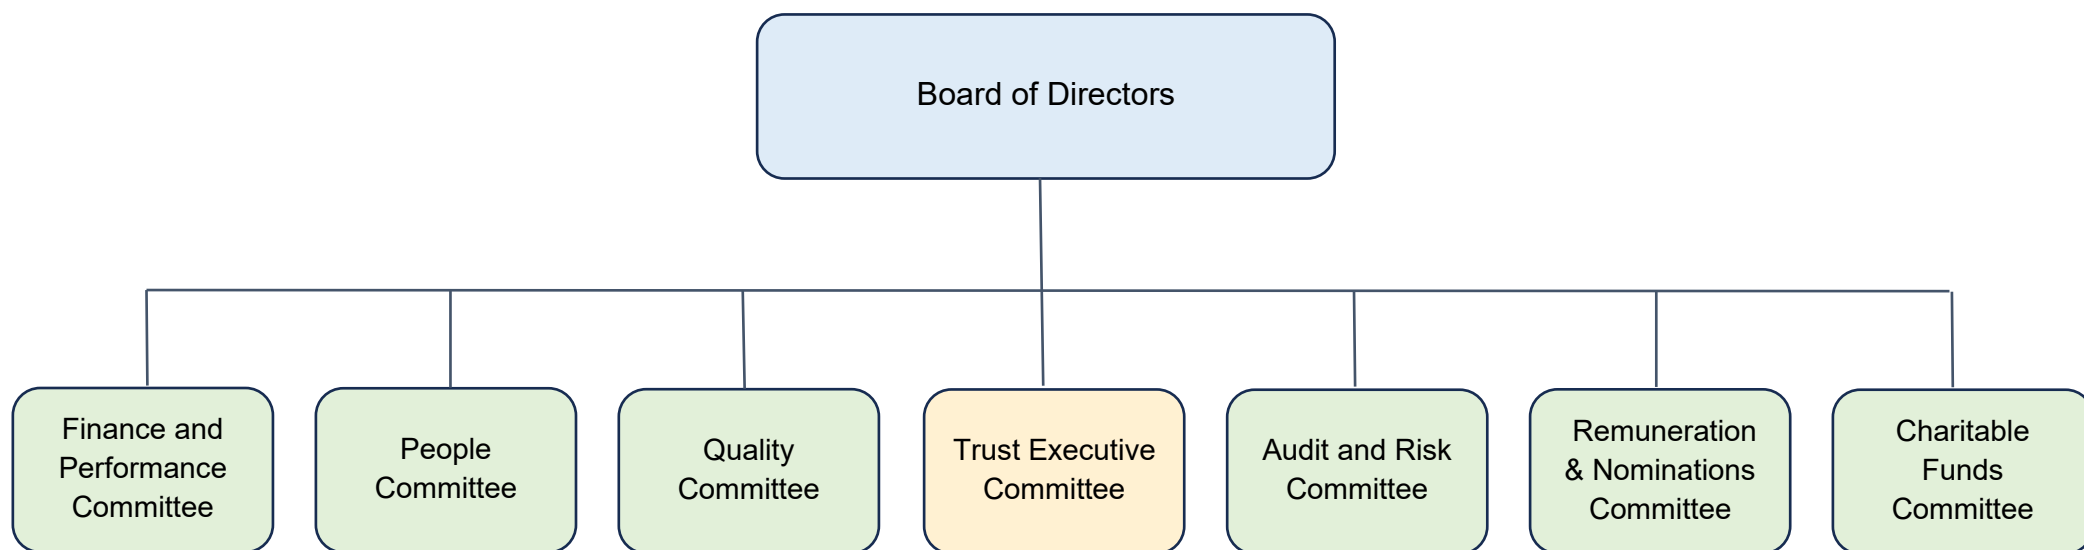 Board of Directors
Finance and
Performance
Committee
People
Committee
Quality
Committee
Trust Executive
Committee
Audit and Risk
Committee
Remuneration
& Nominations
Committee
Charitable
Funds
Committee